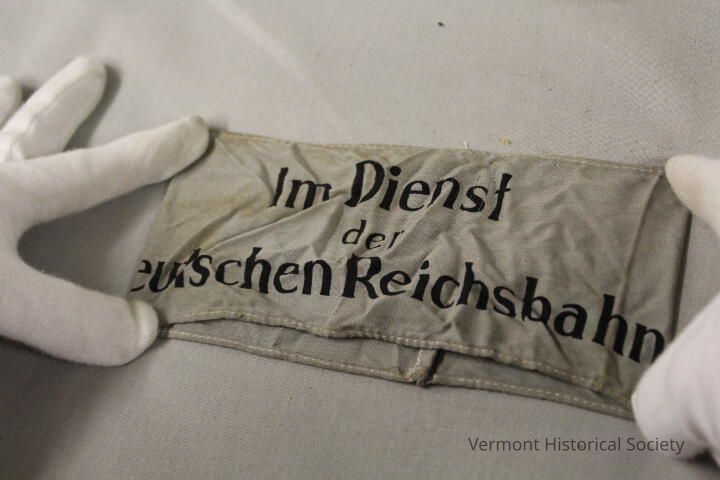 Im Dienst
der
eutschen Reichsbahn
Vermont Historical Society